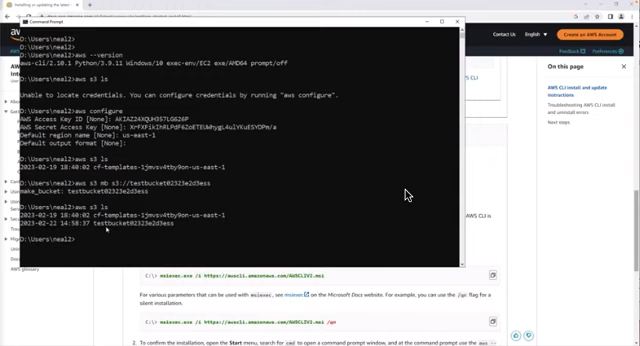 Installing or updating the latest
Command Prompt
D:\Users\neal2>
D:\Users\neal2>
D:\Users\neal2>aws --version
aws-cli/2.10.1 Python/3.9.11 Windows/10 exec-env/EC2 exe/AMD64 prompt/off
D:\Users\neal2>aws s3 ls
Unable to locate credentials. You can configure credentials by running "aws configure".
D:\Users\neal2>aws configure
AWS Access Key ID [None]:
AWS Secret Access Key [None]:
Default region name [None]: us-east-1
Default output format [None]:
D:\Users\neal2>aws s3 ls
2023-02-19 18:40:02 cf-templates-1jmvsv4tby9on-us-east-1
D:\Users\neal2>aws s3 mb s3://testbucket02323e2d3ess
make_bucket: testbucket02323e2d3ess
D:\Users\neal2>aws s3 ls
2023-02-19 18:40:02 cf-templates-1jmvsv4tby9on-us-east-1
2023-02-22 14:58:37 testbucket02323e2d3ess
D:\Users\neal2>
Contact Us
English
Create an AWS Account
Feedback
Preferences
On this page
AWS CLI install and update
instructions
Troubleshooting AWS CLI install
and uninstall errors
Next steps
C:\> msiexec.exe /i https://awscli.amazonaws.com/AWSCLIV2.msi
For various parameters that can be used with msiexec, see msiexec on the Microsoft Docs website. For example, you can use the /qn flag for a
silent installation.
C:\> msiexec.exe /i https://awscli.amazonaws.com/AWSCLIV2.msi /qn
2. To confirm the installation, open the Start menu, search for cmd to open a command prompt window, and at the command prompt use the aws --